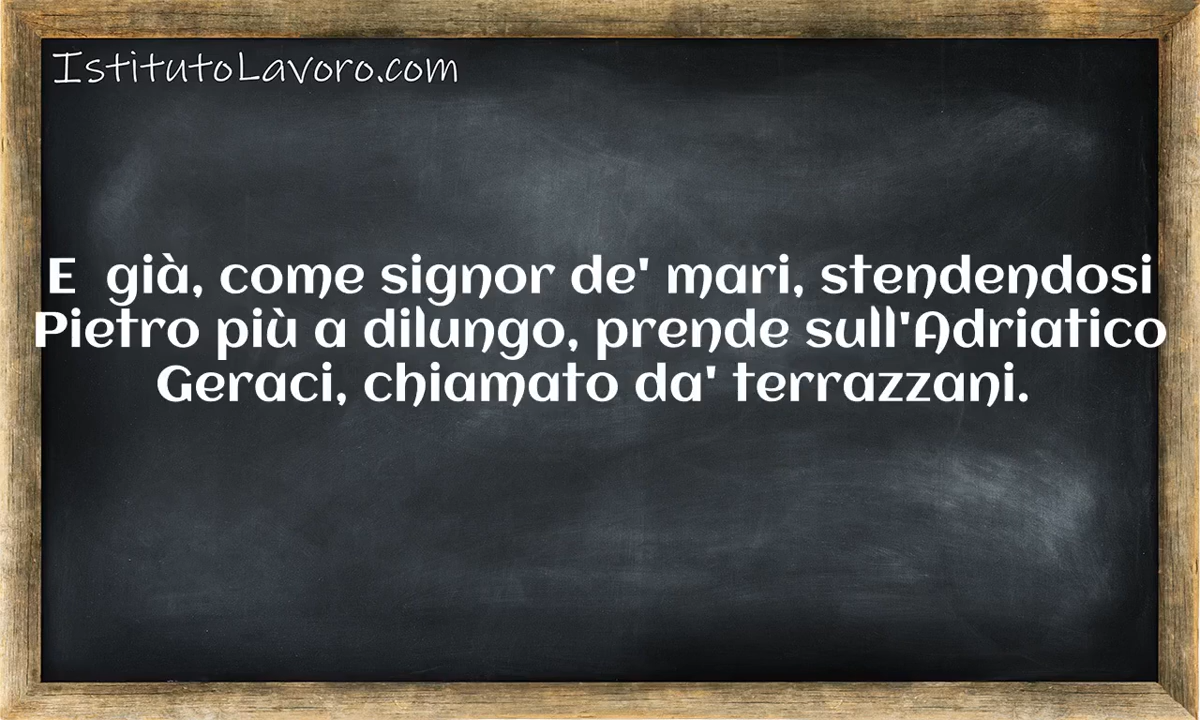 IstitutoLavoro.com
E già, come signor de' mari, stendendosi
Pietro più a dilungo, prende sull'Adriatico
Geraci, chiamato da' terrazzani.